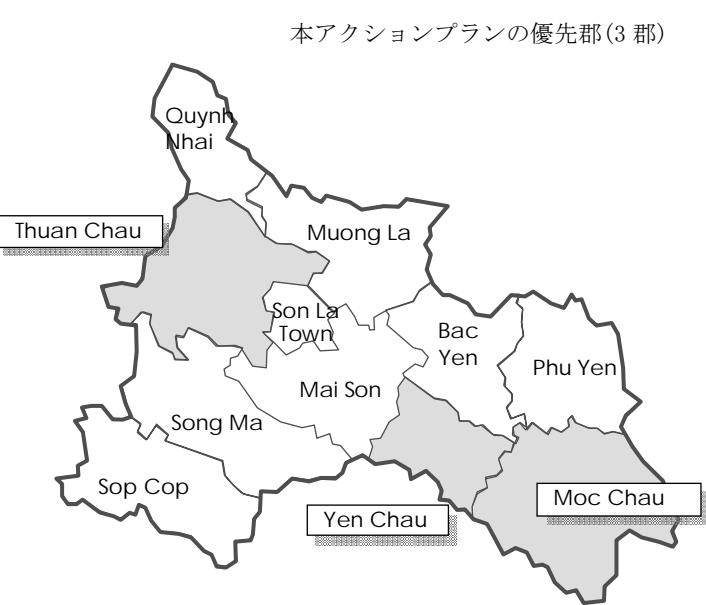 本アクションプランの優先郡(3 郡)
Quynh
Nhai
Thuan Chau
Muong La
Son La
Town
Bac
Yen
Phu Yen
Mai Son
Song Ma
Sop Cop
Moc Chau
Yen Chau